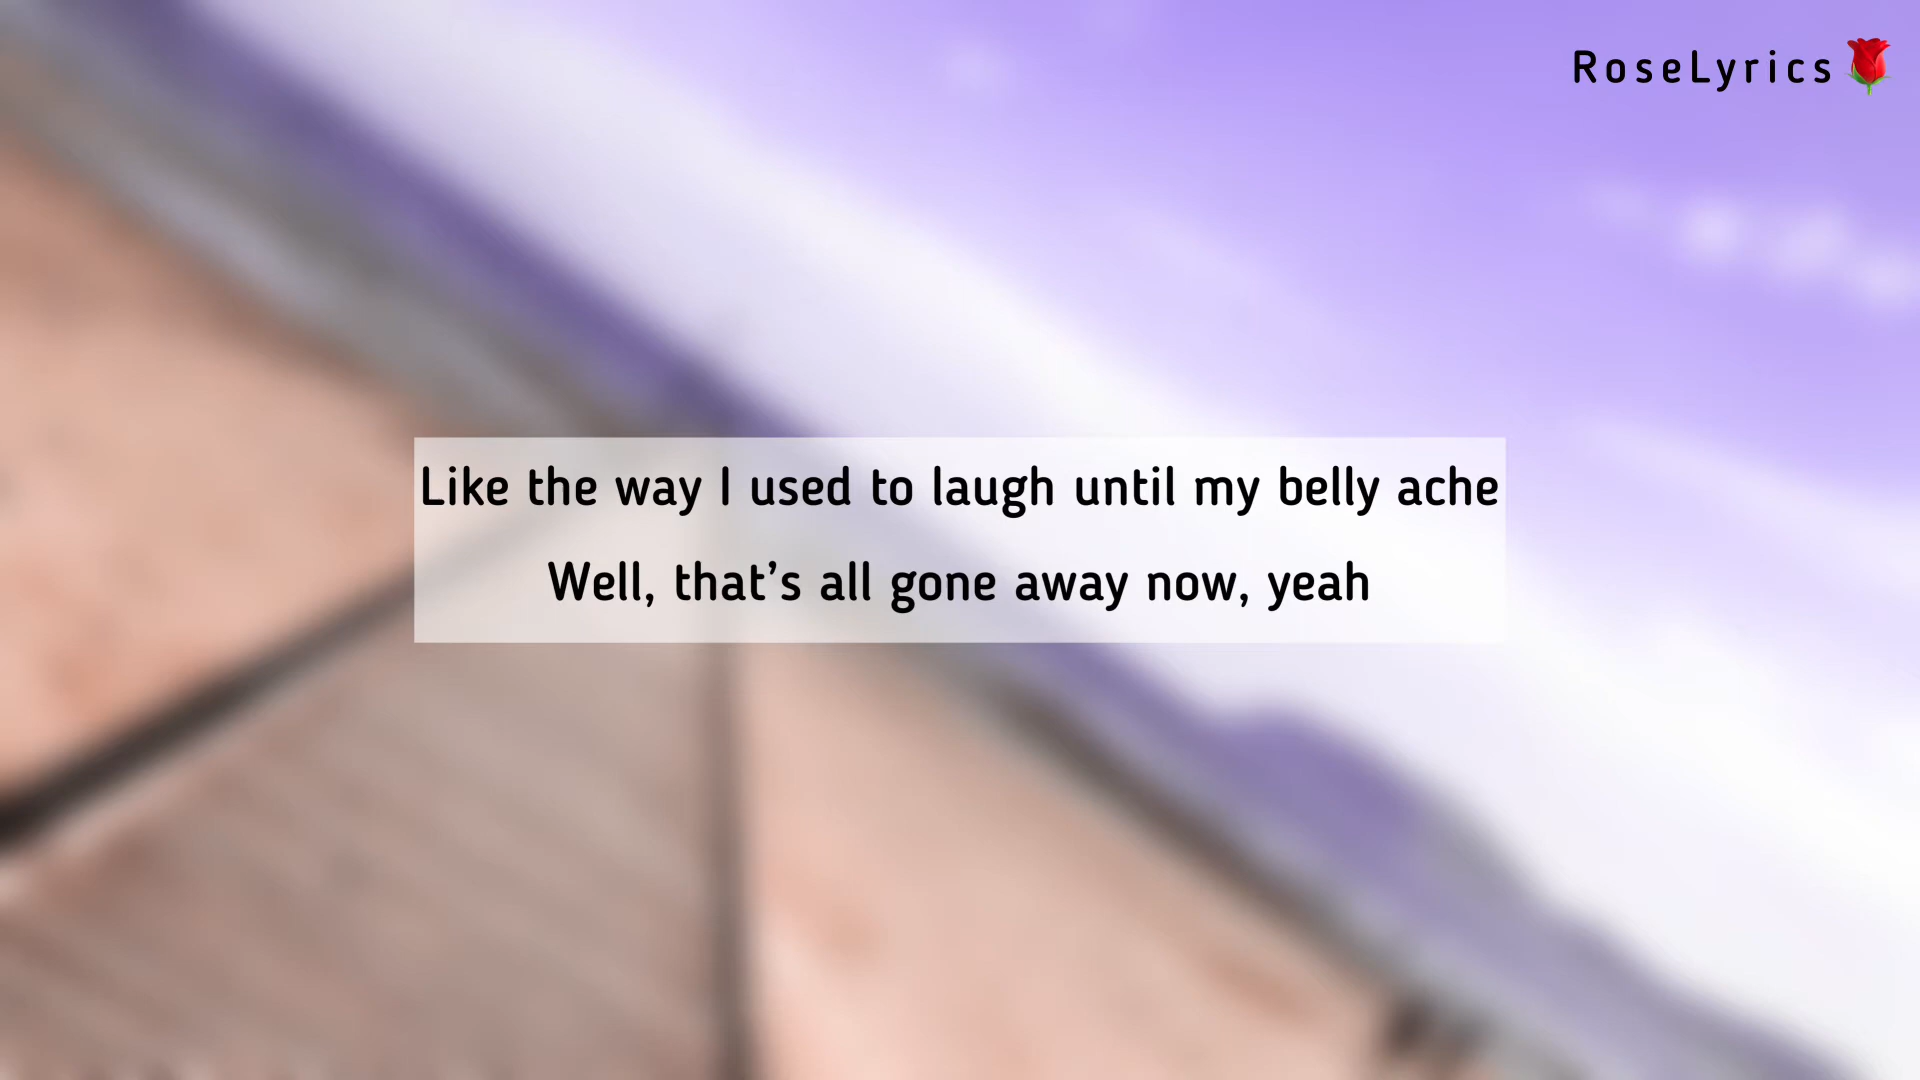 RoseLyrics
Like the way I used to laugh until my belly ache
Well, that’s all gone away now, yeah